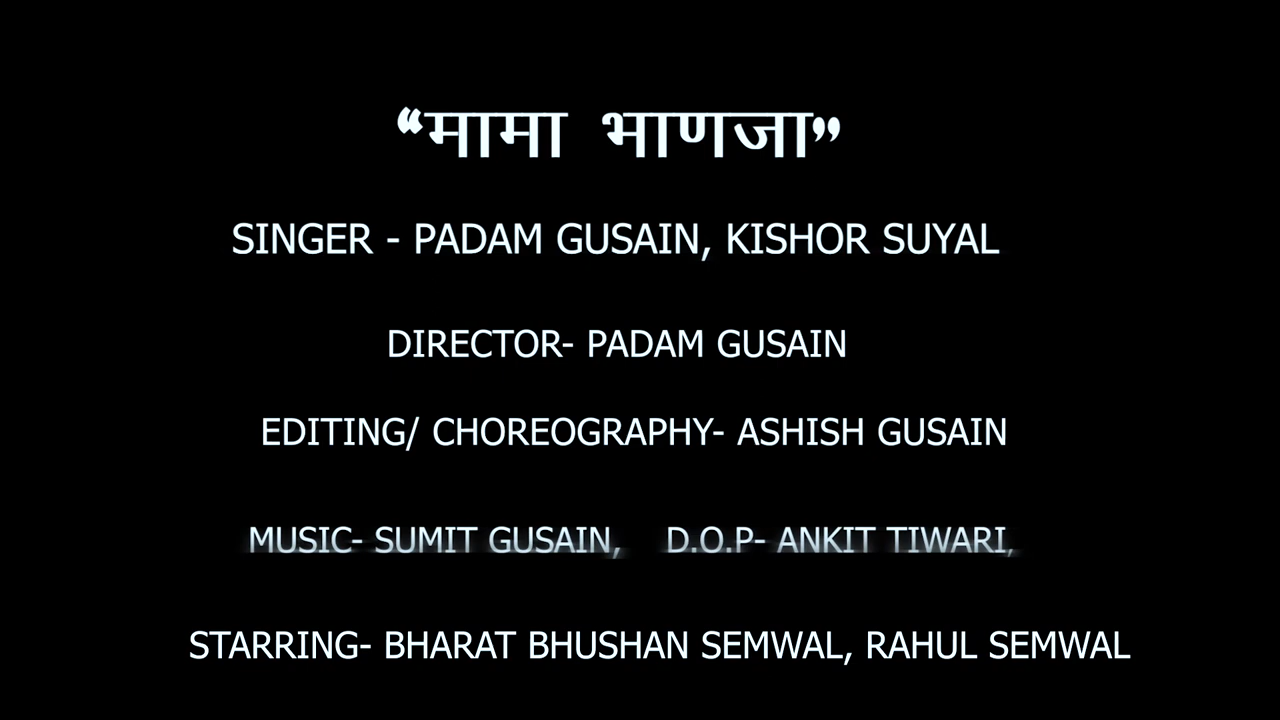 “मामा भाणजा”
SINGER - PADAM GUSAIN, KISHOR SUYAL
DIRECTOR- PADAM GUSAIN
EDITING/ CHOREOGRAPHY- ASHISH GUSAIN
MUSIC- SUMIT GUSAIN, D.O.P- ANKIT TIWARI,
STARRING- BHARAT BHUSHAN SEMWAL, RAHUL SEMWAL